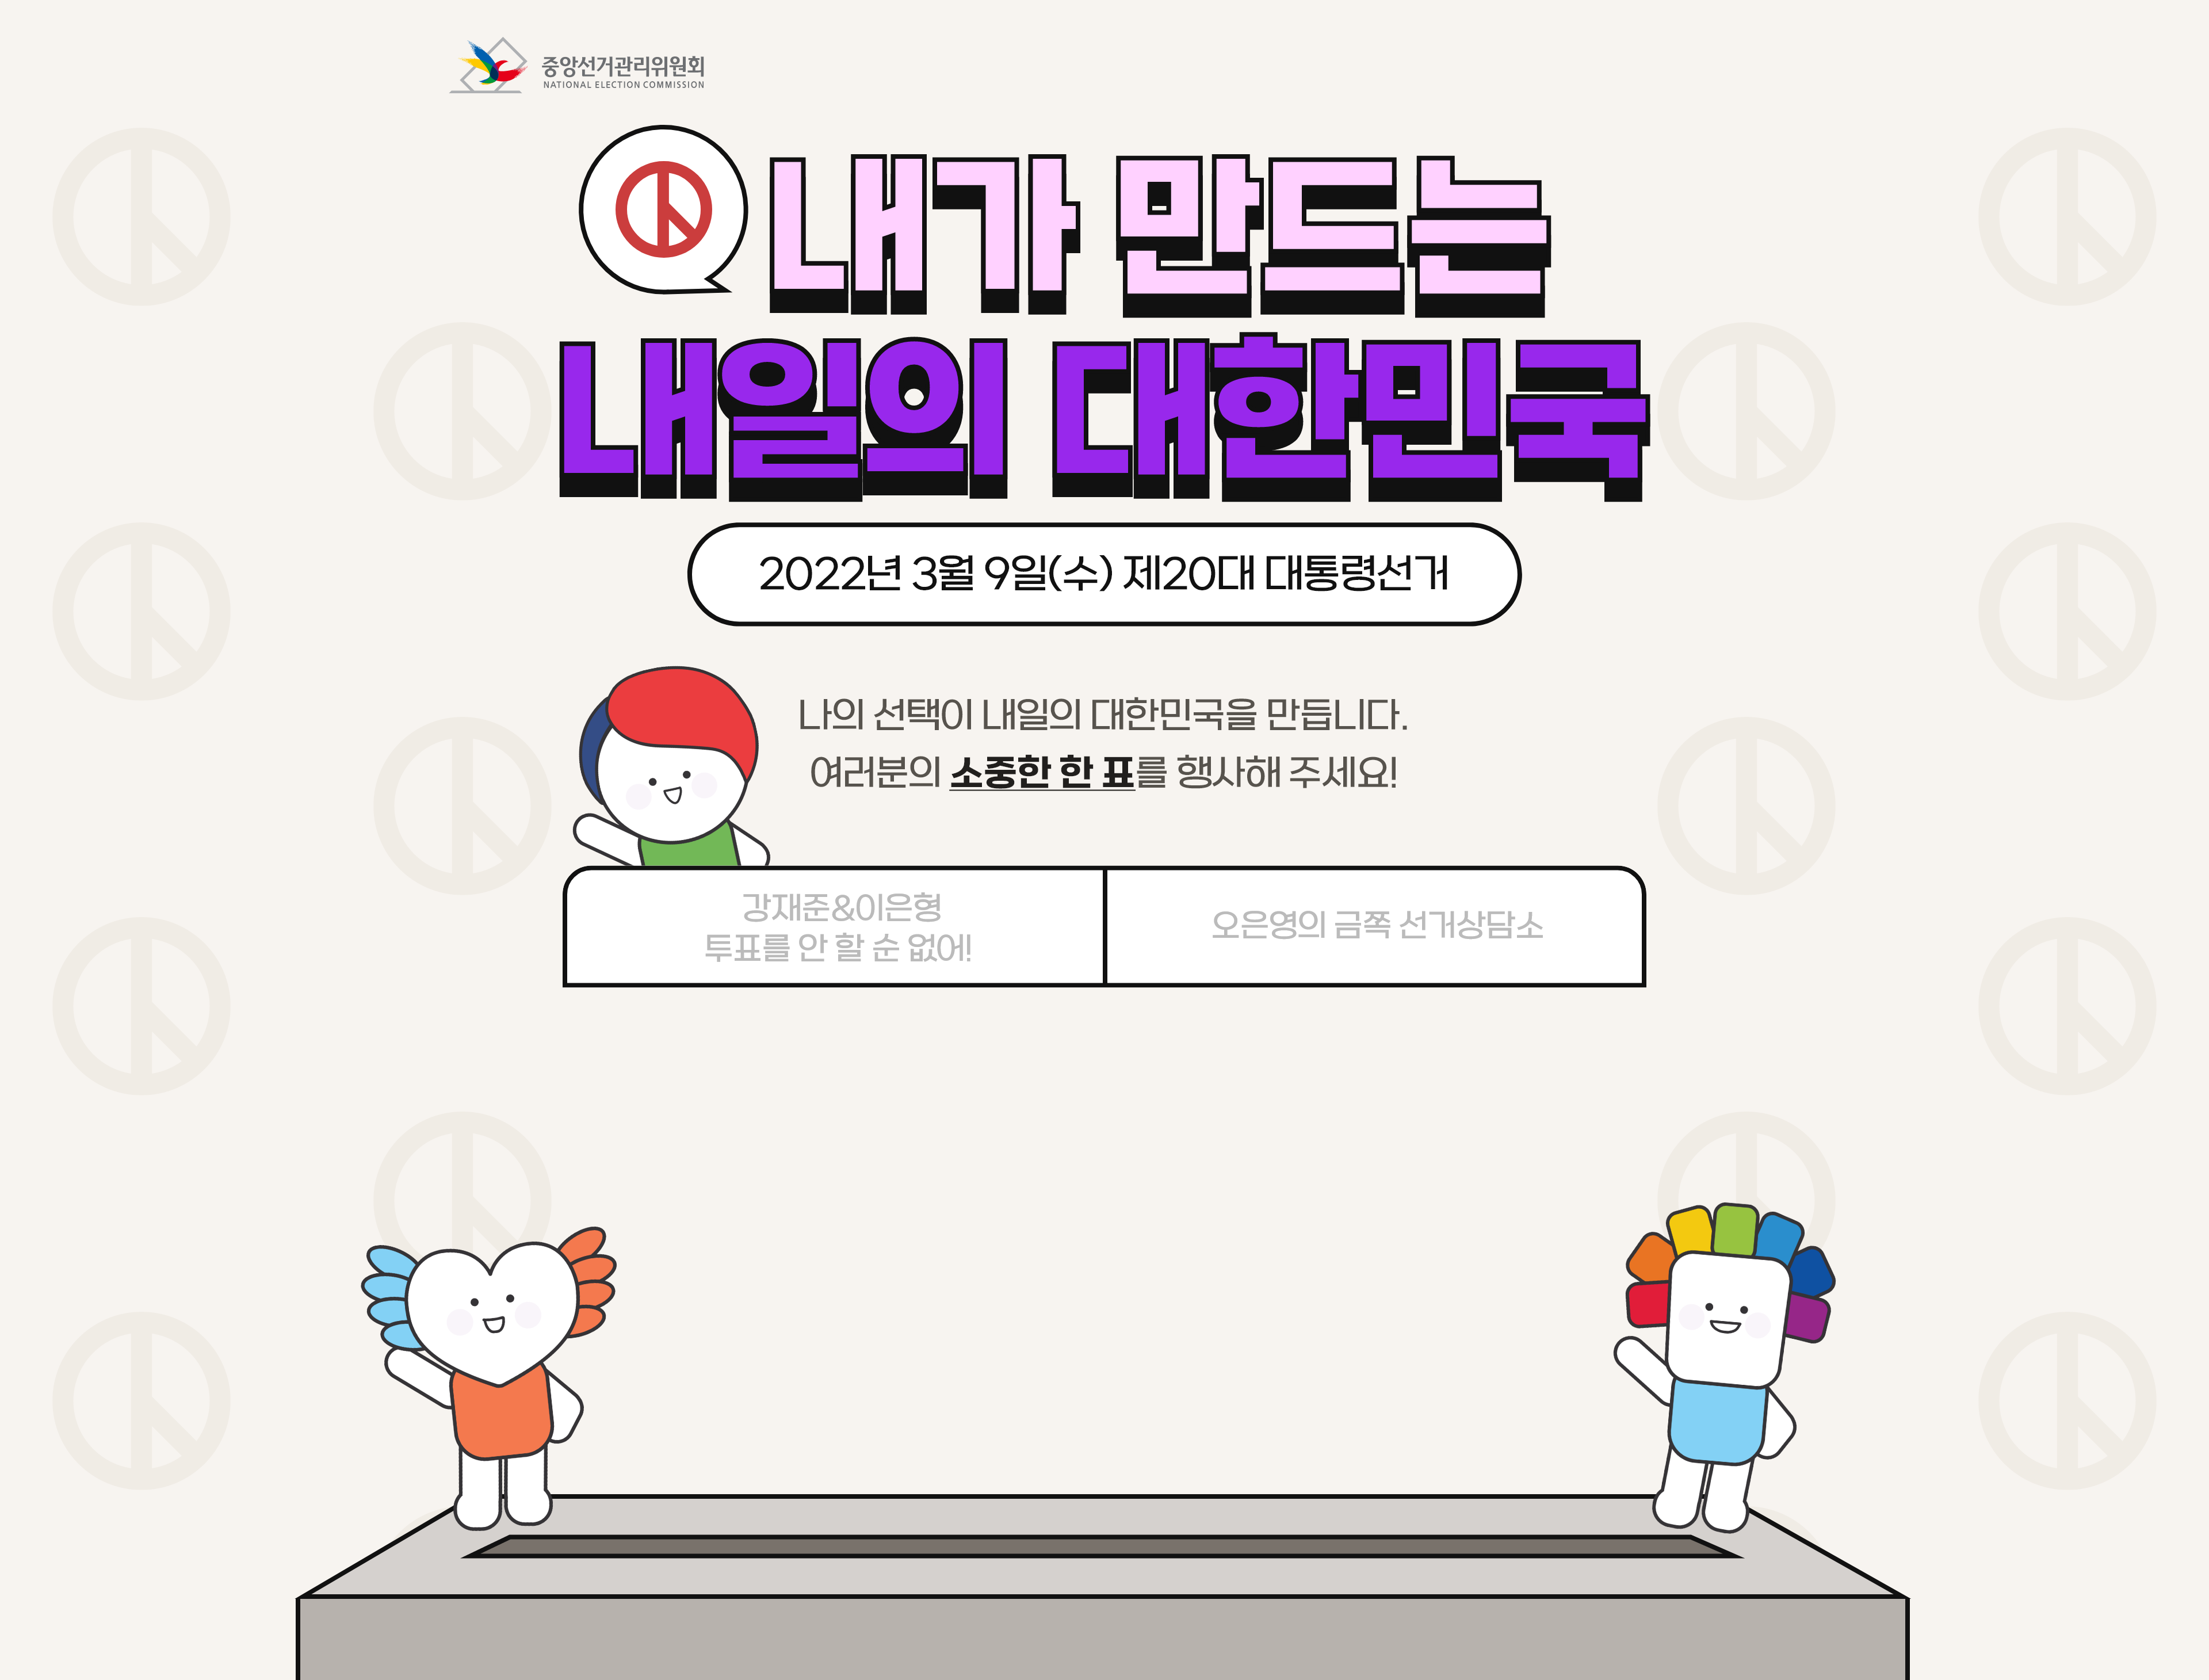 중앙선거관리위원회
NATIONAL ELECTION COMMISSION
내가 만드는
내일의 대한민국
2022년 3월 9일(수) 제20대 대통령선거
나의 선택이 내일의 대한민국을 만듭니다.
여러분의 소중한 한 표를 행사해 주세요!
강재준&이은형
투표를 안 할 순 없어!
오은영의 금쪽 선거상담소